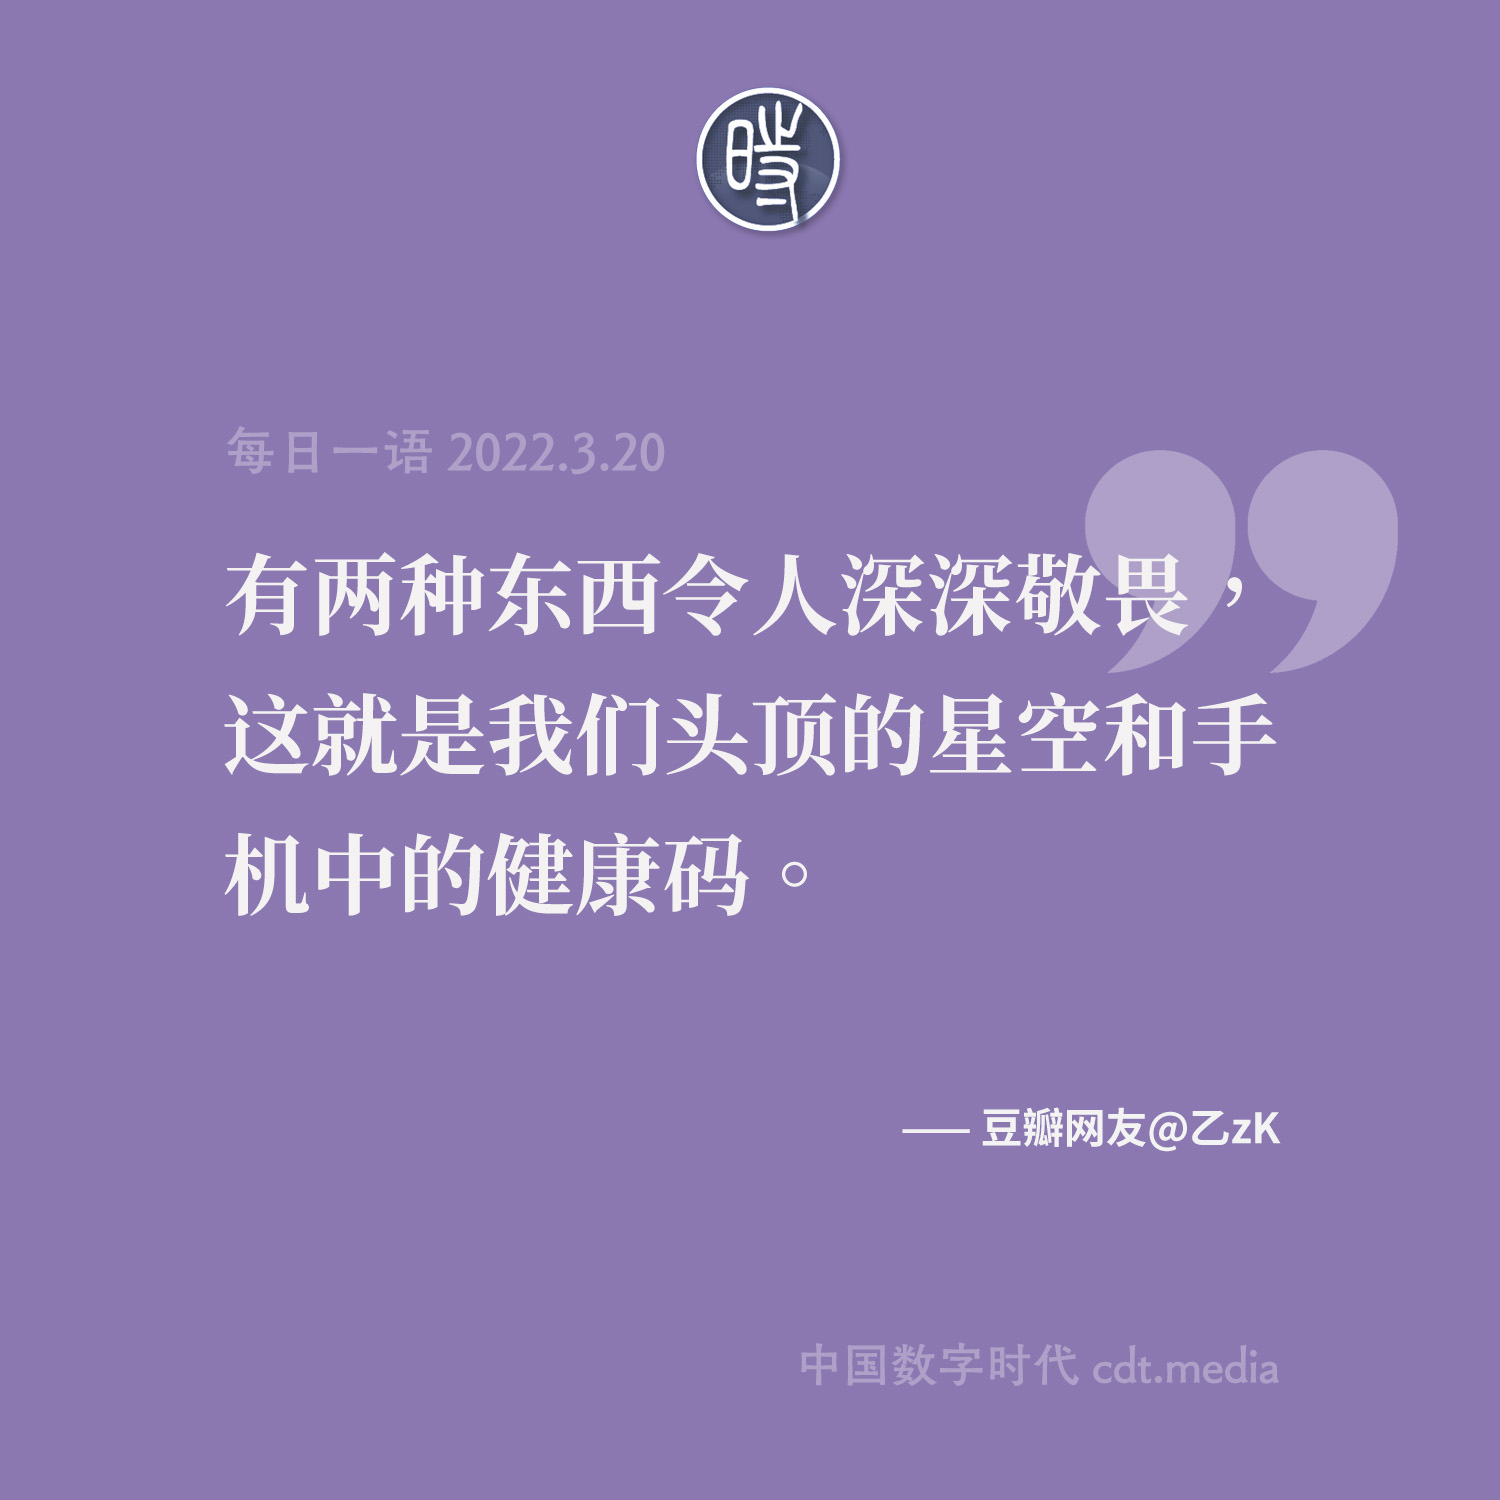 時
每日一语 2022.3.20
有两种东西令人深深敬畏，
这就是我们头顶的星空和手
机中的健康码。
—— 豆瓣网友@乙zK
中国数字时代 cdt.media